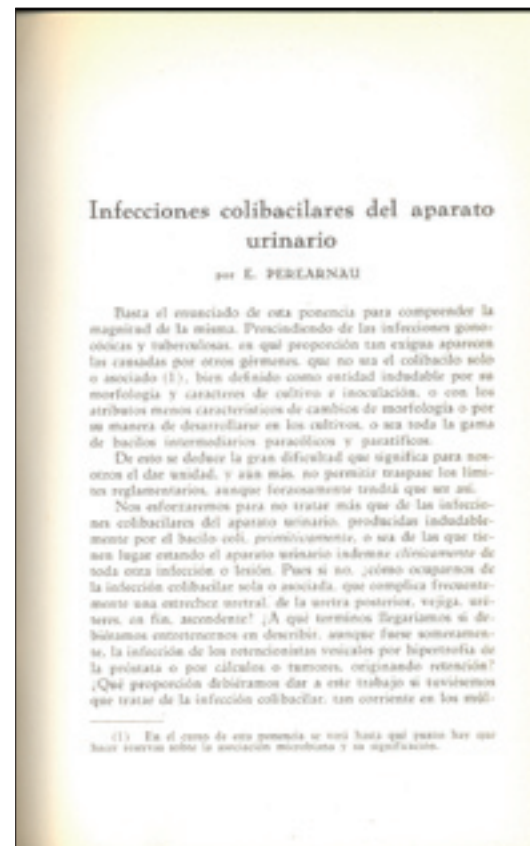 Infecciones colibacilares del aparato
urinario
por E. PEREARNAU
Basta el enunciado de esta ponencia para comprender la
magnitud de la misma. Prescindiendo de las infecciones gono-
cócicas y tuberculosas, en qué proporción tan exigua aparecen
las causadas por otros gérmenes, que no sea el colibacilo solo
o asociado (1), bien definido como entidad indudable por su
morfología y caracteres de cultivo e inoculación, o con los
atributos menos característicos de cambios de morfología o por
su manera de desarrollarse en los cultivos, o sea toda la gama
de bacilos intermediarios paracólicos y paratíficos.
De esto se deduce la gran dificultad que significa para nos-
otros el dar unidad, y aun más, no permitir traspase los lími-
tes reglamentarios, aunque forzosamente tendrá que ser así.
Nos esforzaremos para no tratar más que de las infeccio-
nes colibacilares del aparato urinario, producidas indudable-
mente por el bacilo coli, primitivamente, o sea de las que tie-
nen lugar estando el aparato urinario indemne clínicamente de
toda otra infección o lesión. Pues si no, ¿cómo ocuparnos de
la infección colibacilar sola o asociada, que complica frecuente-
mente una estrechez uretral, de la uretra posterior, vejiga, uré-
teres, en fin, ascendente? ¿A qué términos llegaríamos si de-
biéramos entretenernos en describir, aunque fuese someramen-
te, la infección de los retencionistas vesicales por hipertrofia de
la próstata o por cálculos o tumores, originando retención?
¿Qué proporción debiéramos dar a este trabajo si tuviésemos
que tratar de la infección colibacilar, tan corriente en los múl-
(1) En el curso de esta ponencia se verá hasta qué punto hay que
hacer reservas sobre la asociación microbiana y su significación.